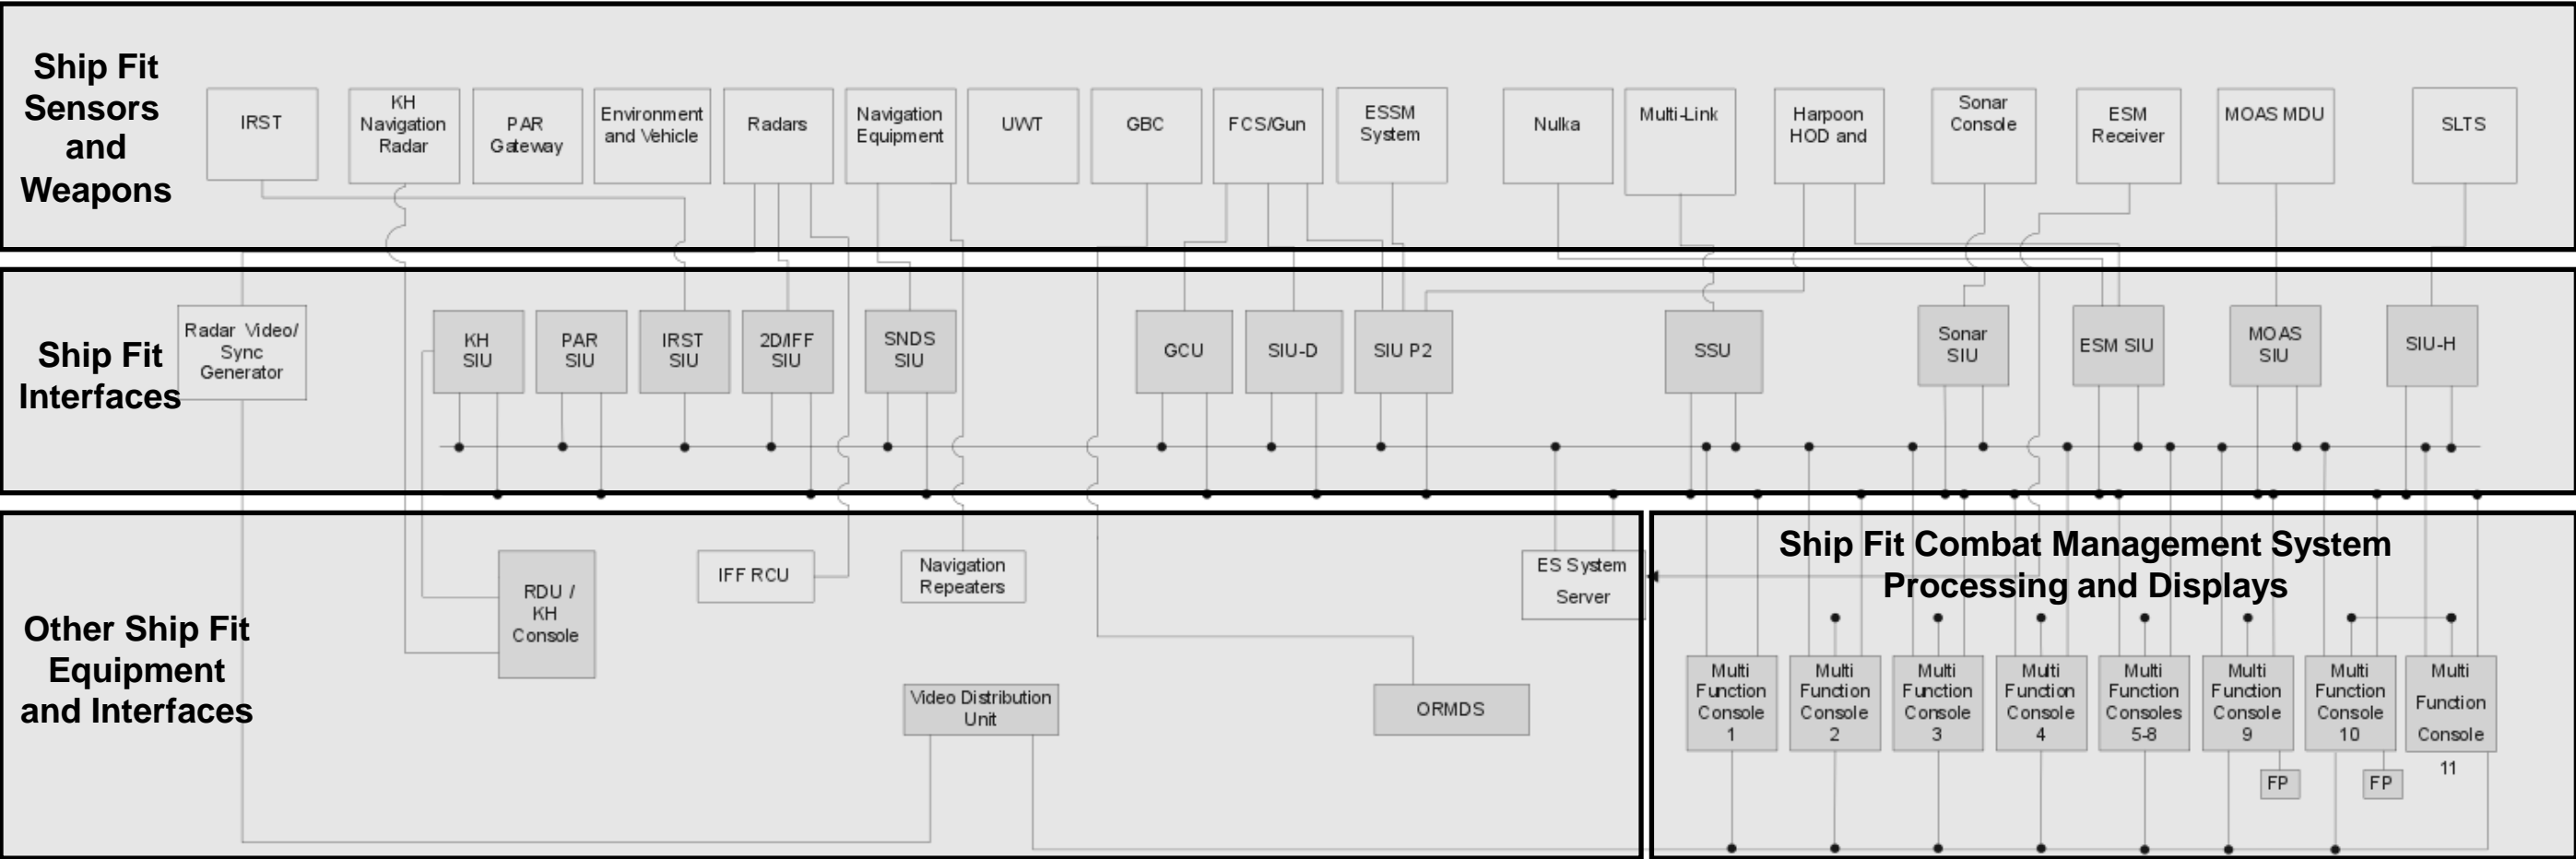 Ship Fit
Sensors
and
Weapons
IRST
KH
Navigation
Radar
PAR
Gateway
Environment
and Vehicle
Radars
Navigation
Equipment
UWT
GBC
FCS/Gun
ESSM
System
Nulka
Multi-Link
Harpoon
HOD and
Sonar
Console
ESM
Receiver
MOAS MDU
SLTS
Ship Fit
Interfaces
Radar Video/
Sync
Generator
KH
SIU
PAR
SIU
IRST
SIU
2D/IFF
SIU
SNDS
SIU
GCU
SIU-D
SIU P2
SSU
Sonar
SIU
ESM SIU
MOAS
SIU
SIU-H
Other Ship Fit
Equipment
and Interfaces
RDU /
KH
Console
IFF RCU
Navigation
Repeaters
Video Distribution
Unit
ORMDS
ES System
Server
Ship Fit Combat Management System
Processing and Displays
Multi
Function
Console
1
Multi
Function
Console
2
Multi
Function
Console
3
Multi
Function
Console
4
Multi
Function
Consoles
5-8
Multi
Function
Console
9
Multi
Function
Console
10
Multi
Function
Console
11
FP
FP